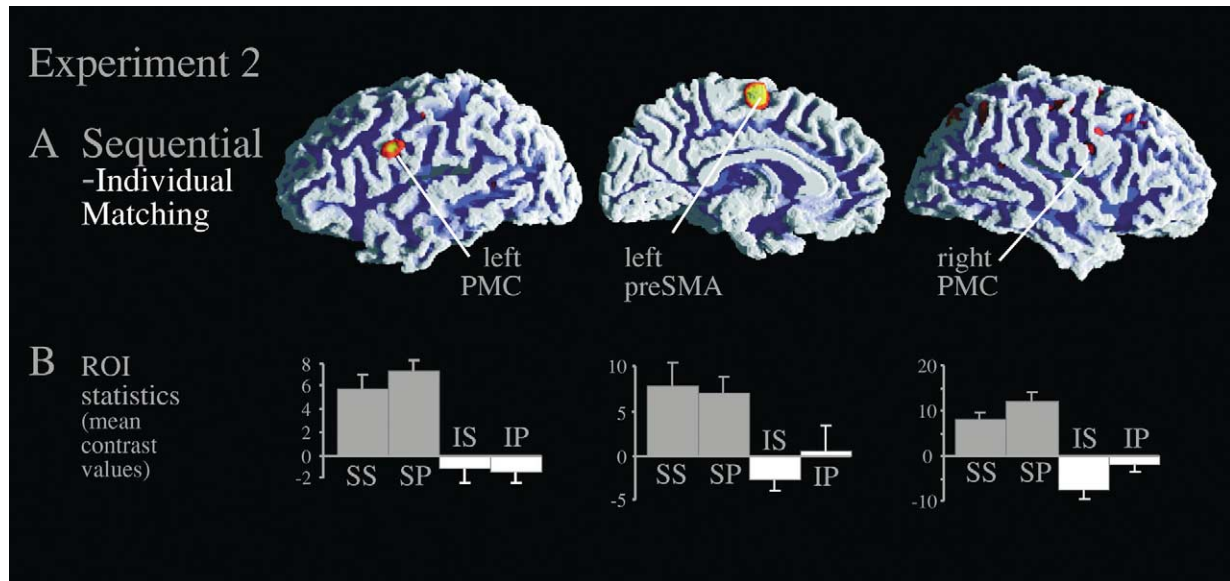 Experiment 2
A Sequential
-Individual
Matching
left
PMC
left
preSMA
right
PMC
B ROI
statistics
(mean
contrast
values)
8
6
4
2
0
-2
SS SP IS IP
10
5
0
-5
SS SP IS IP
20
10
0
-10
SS SP IS IP